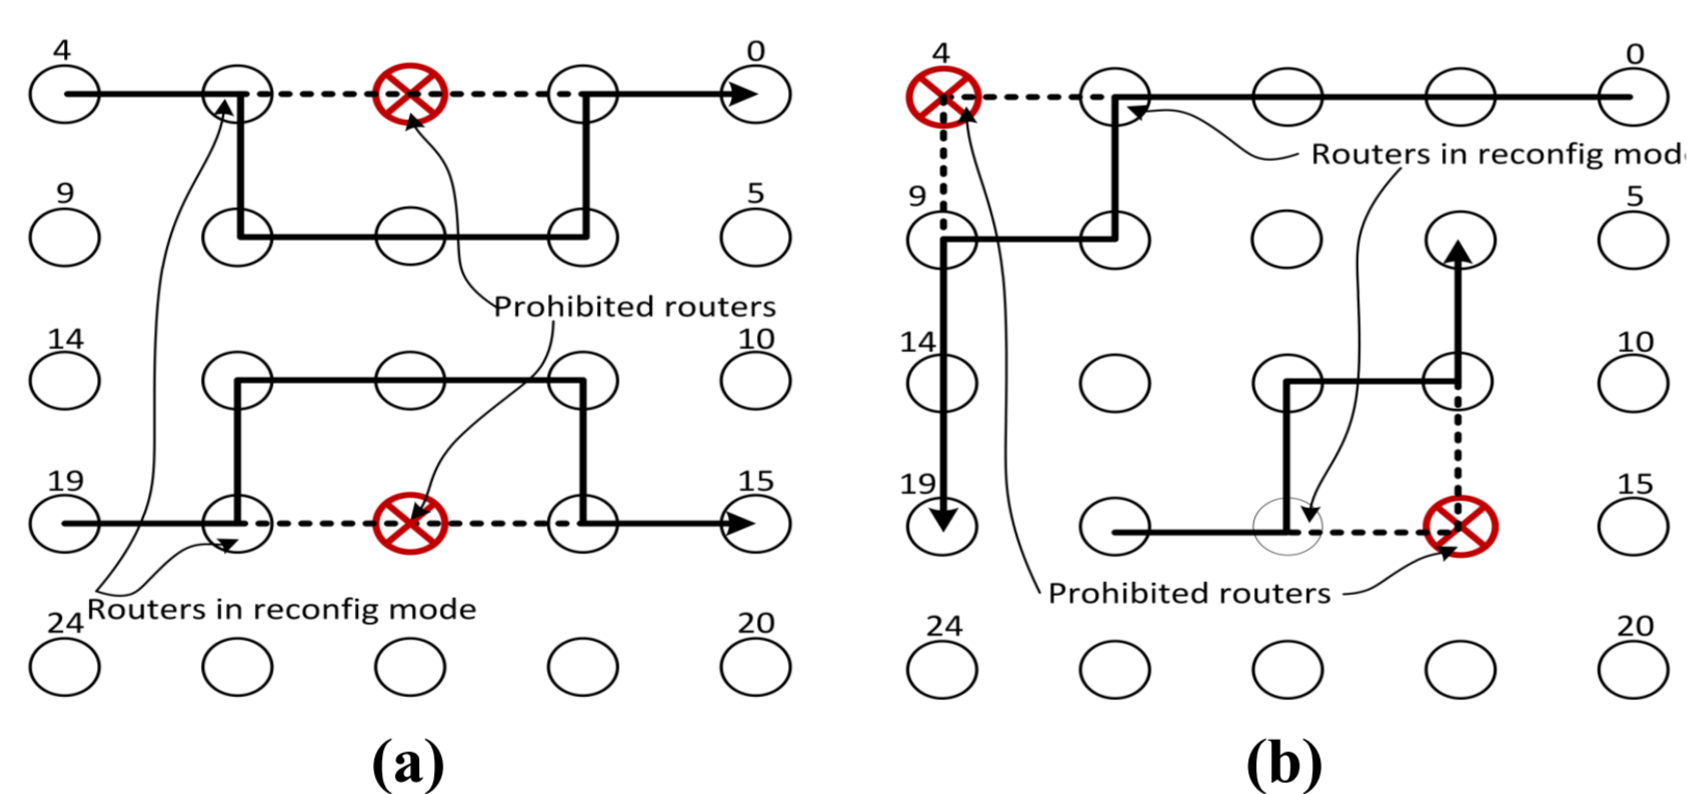 4 0
9 5
Prohibited routers
14 10
19 15
Routers in reconfig mode
24 20
(a)
4 0
Routers in reconfig mod
9 5
14 10
19 15
Prohibited routers
24 20
(b)